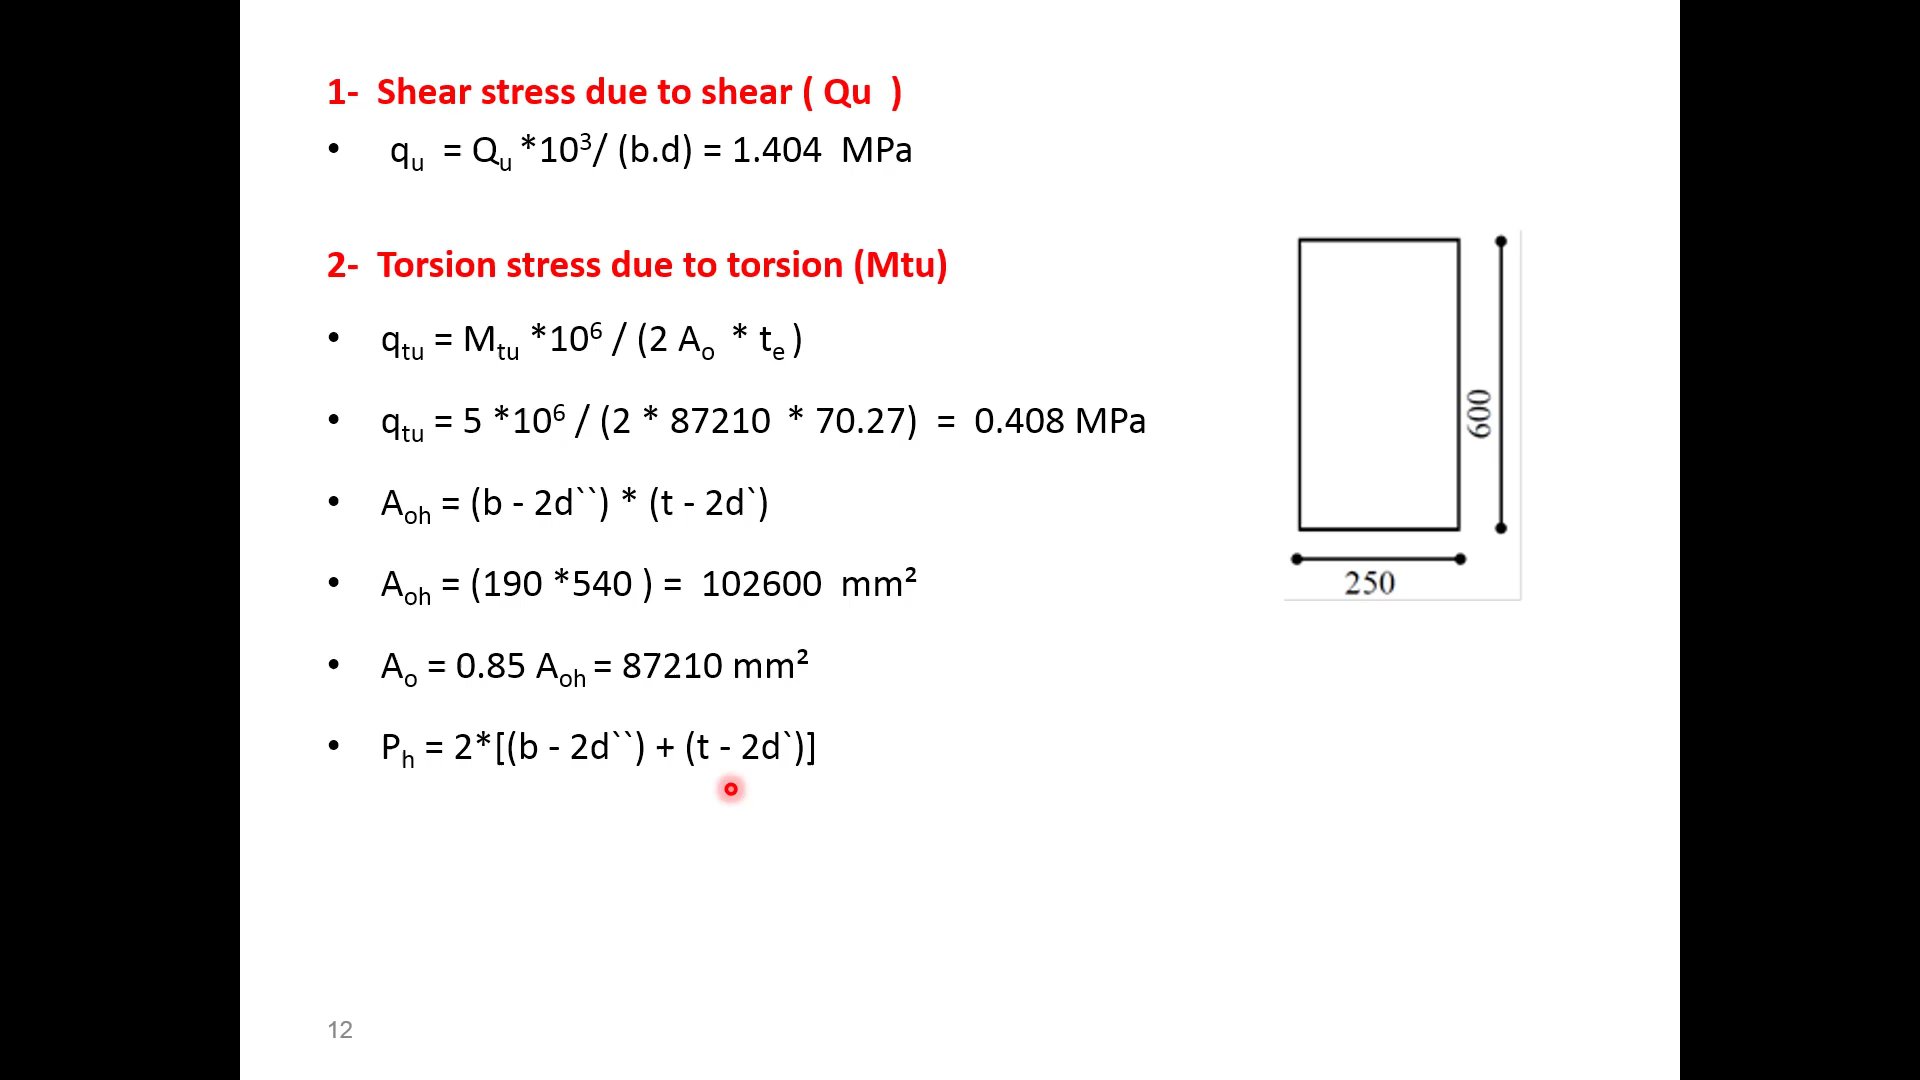 1- Shear stress due to shear ( Qu )
• qu = Qu *10³/ (b.d) = 1.404 MPa
2- Torsion stress due to torsion (Mtu)
• qtu = Mtu *10⁶ / (2 Ao * te )
• qtu = 5 *10⁶ / (2 * 87210 * 70.27) = 0.408 MPa
• Aoh = (b - 2d``) * (t - 2d`)
• Aoh = (190 *540 ) = 102600 mm²
• Ao = 0.85 Aoh = 87210 mm²
• Ph = 2*[(b - 2d``) + (t - 2d`)]
600
250
12